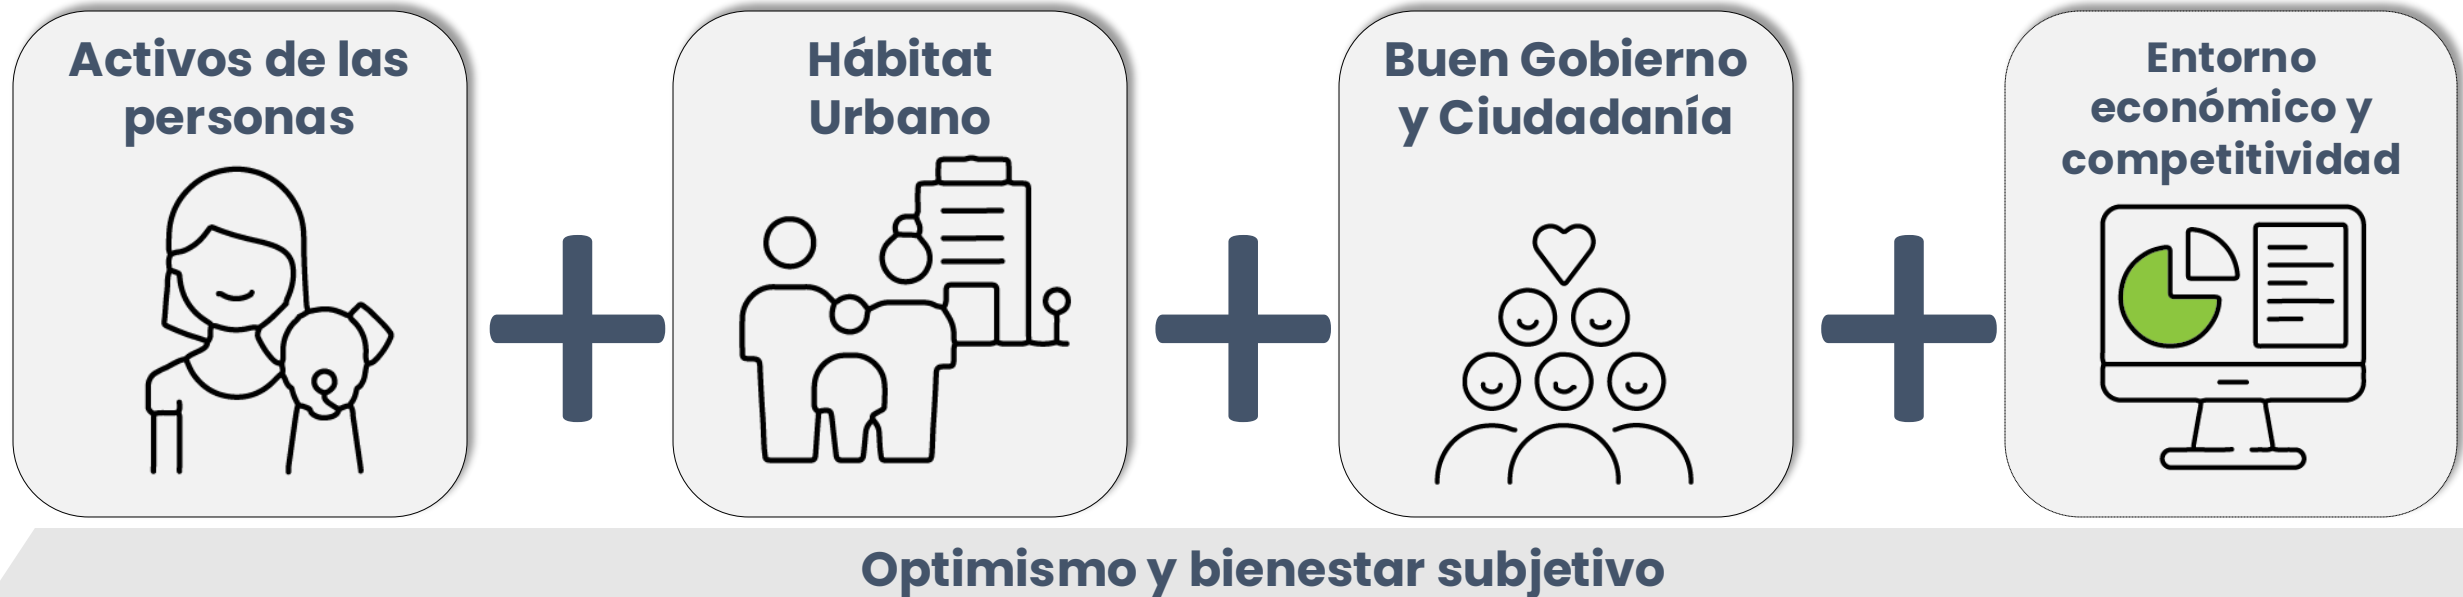 Activos de las
personas
Hábitat
Urbano
Buen Gobierno
y Ciudadanía
Entorno
económico y
competitividad
Optimismo y bienestar subjetivo